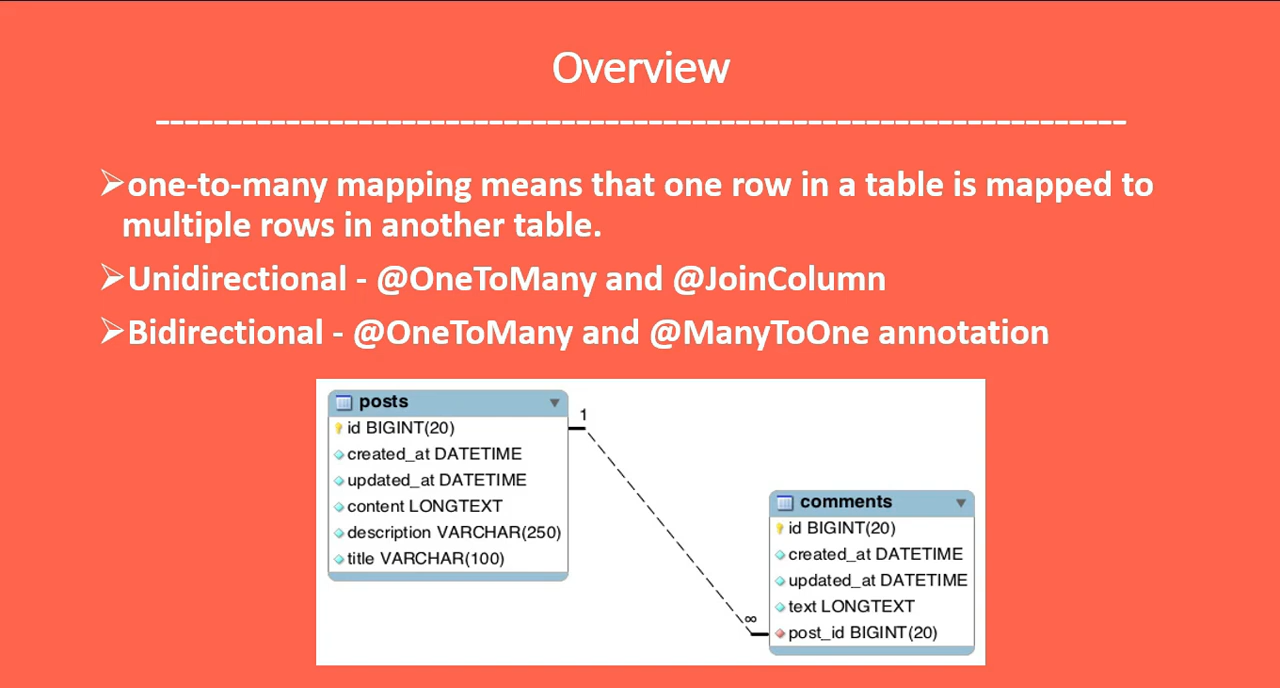 Overview
➢one-to-many mapping means that one row in a table is mapped to
multiple rows in another table.
➢Unidirectional - @OneToMany and @JoinColumn
➢Bidirectional - @OneToMany and @ManyToOne annotation
posts
id BIGINT(20)
created_at DATETIME
updated_at DATETIME
content LONGTEXT
description VARCHAR(250)
title VARCHAR(100)
1
∞
comments
id BIGINT(20)
created_at DATETIME
updated_at DATETIME
text LONGTEXT
post_id BIGINT(20)